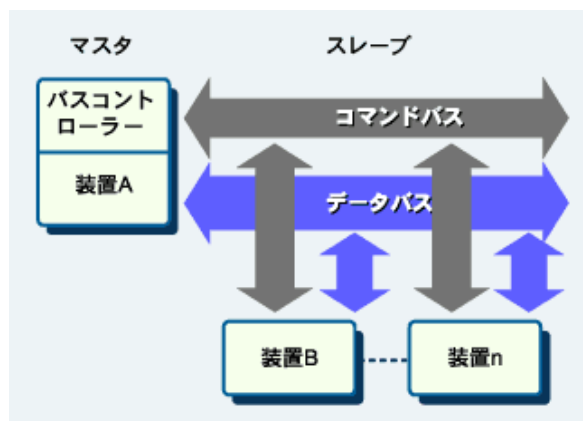 マスタ
スレーブ
バスコント
ローラー
装置A
コマンドバス
データバス
装置B
装置n